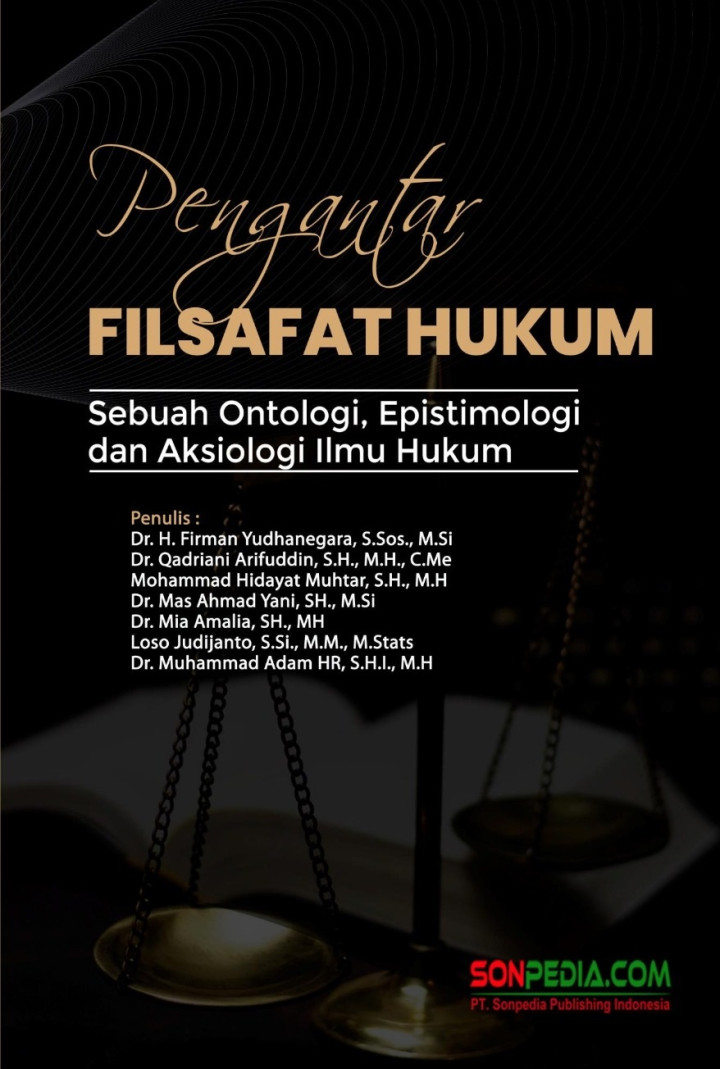 Pengantar
FILSAFAT HUKUM
Sebuah Ontologi, Epistimologi
dan Aksiologi Ilmu Hukum
Penulis :
Dr. H. Firman Yudhanegara, S.Sos., M.Si
Dr. Qadriani Arifuddin, S.H., M.H., C.Me
Mohammad Hidayat Muhtar, S.H., M.H
Dr. Mas Ahmad Yani, SH., M.Si
Dr. Mia Amalia, SH., MH
Loso Judijanto, S.Si., M.M., M.Stats
Dr. Muhammad Adam HR, S.H.I., M.H
SONPEDIA.COM
PT. Sonpedia Publishing Indonesia